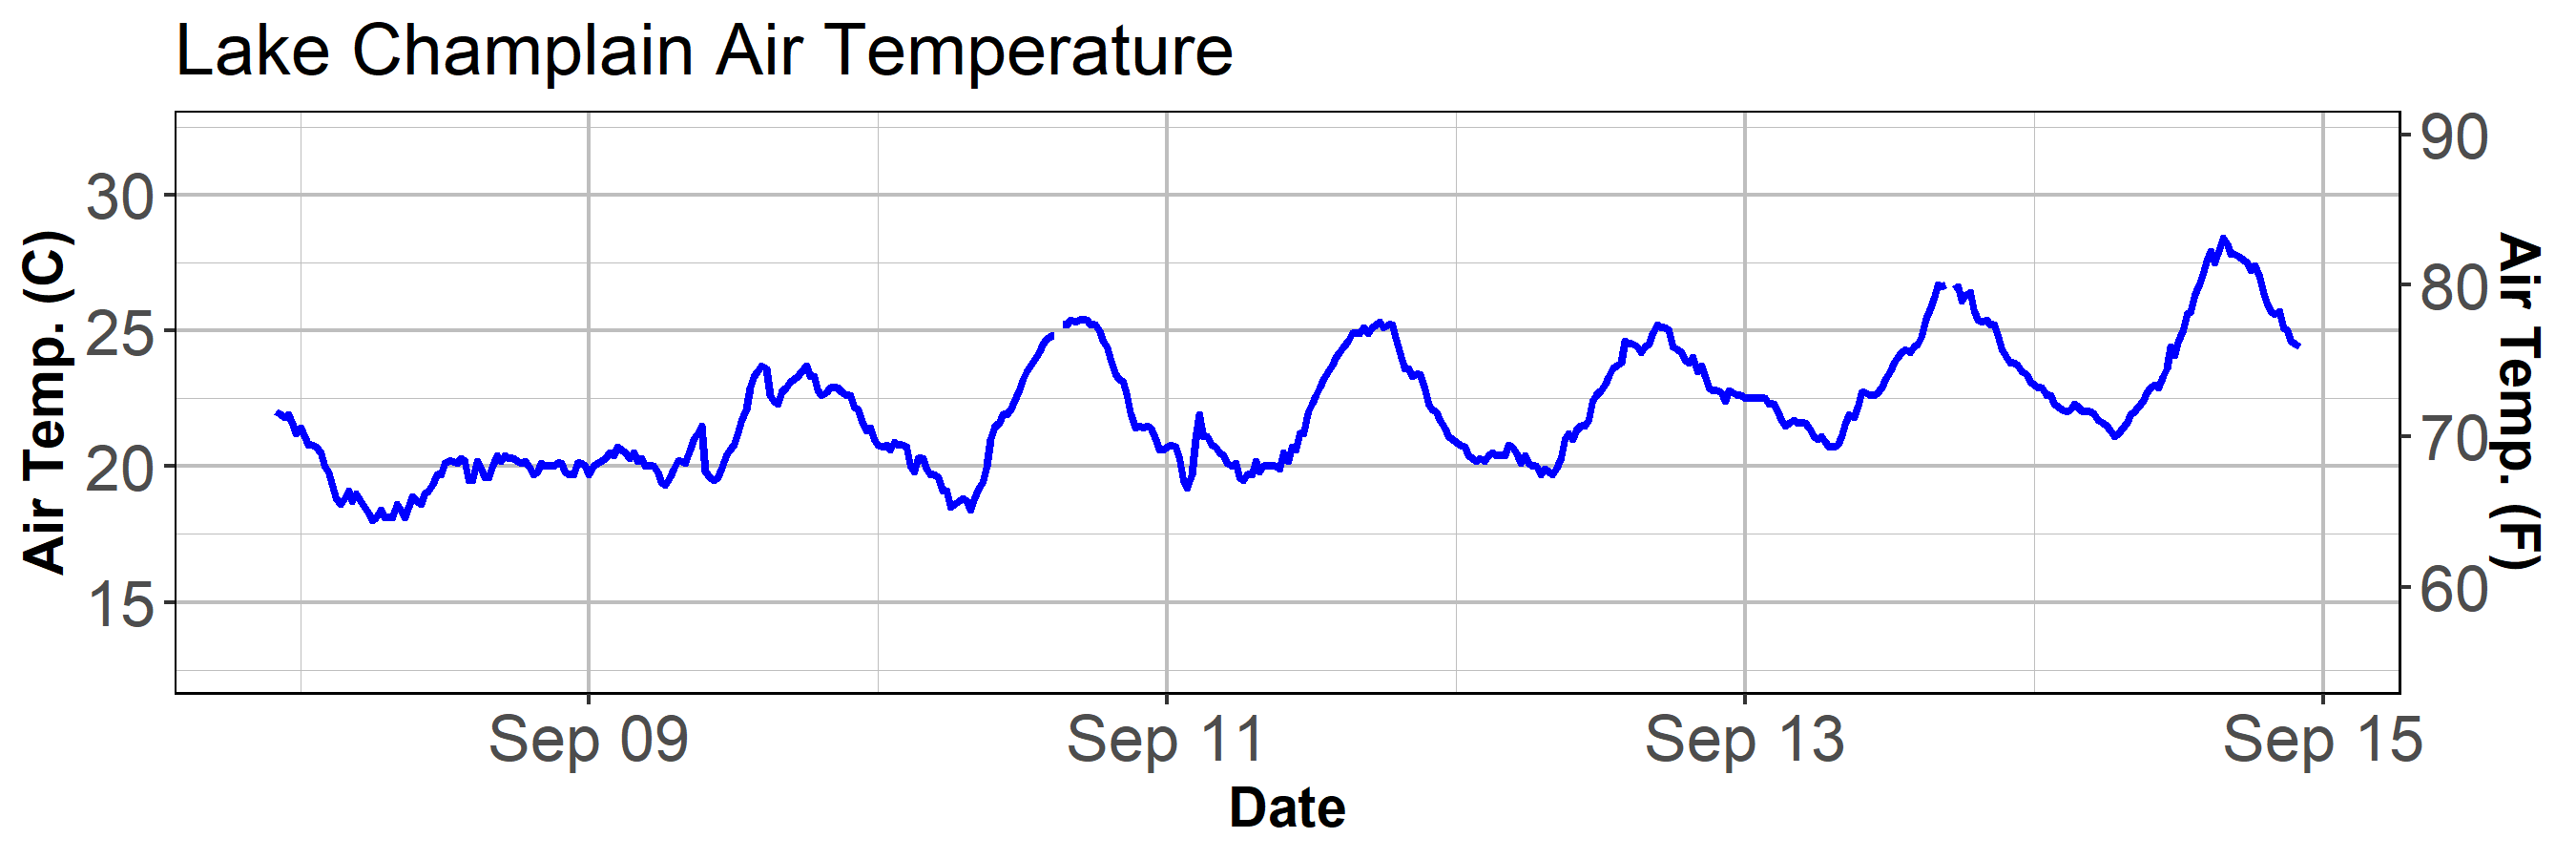 Lake Champlain Air Temperature
Air Temp. (C)
30
25
20
15
90
80
70
60
Air Temp. (F)
Sep 09
Sep 11
Sep 13
Sep 15
Date